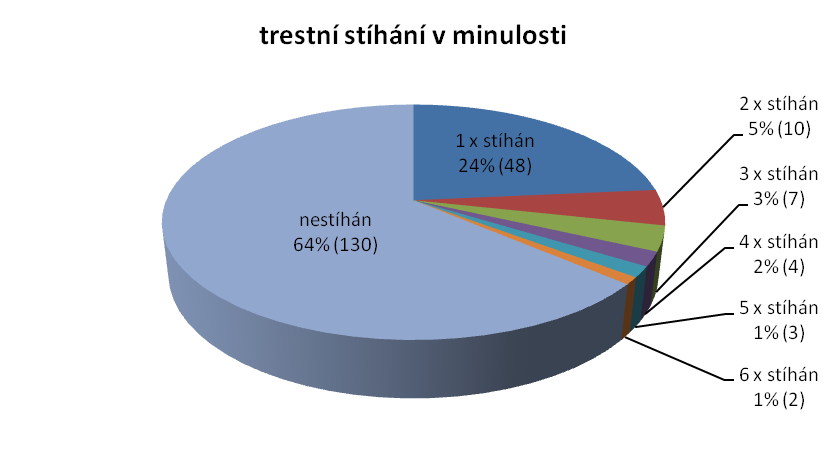 trestní stíhání v minulosti
1 x stíhán
24% (48)
2 x stíhán
5% (10)
3 x stíhán
3% (7)
4 x stíhán
2% (4)
5 x stíhán
1% (3)
6 x stíhán
1% (2)
nestíhán
64% (130)